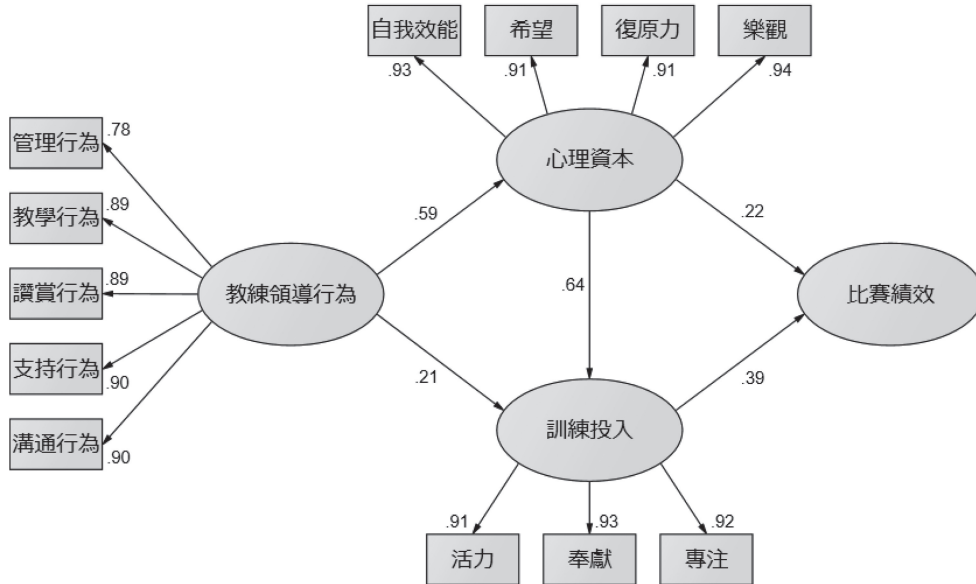 自我效能
希望
復原力
樂觀
.93
.91
.91
.94
管理行為
.78
教學行為
.89
讚賞行為
.89
支持行為
.90
溝通行為
.90
教練領導行為
心理資本
.59
.22
.64
比賽績效
.21
.39
訓練投入
.91
.93
.92
活力
奉獻
專注